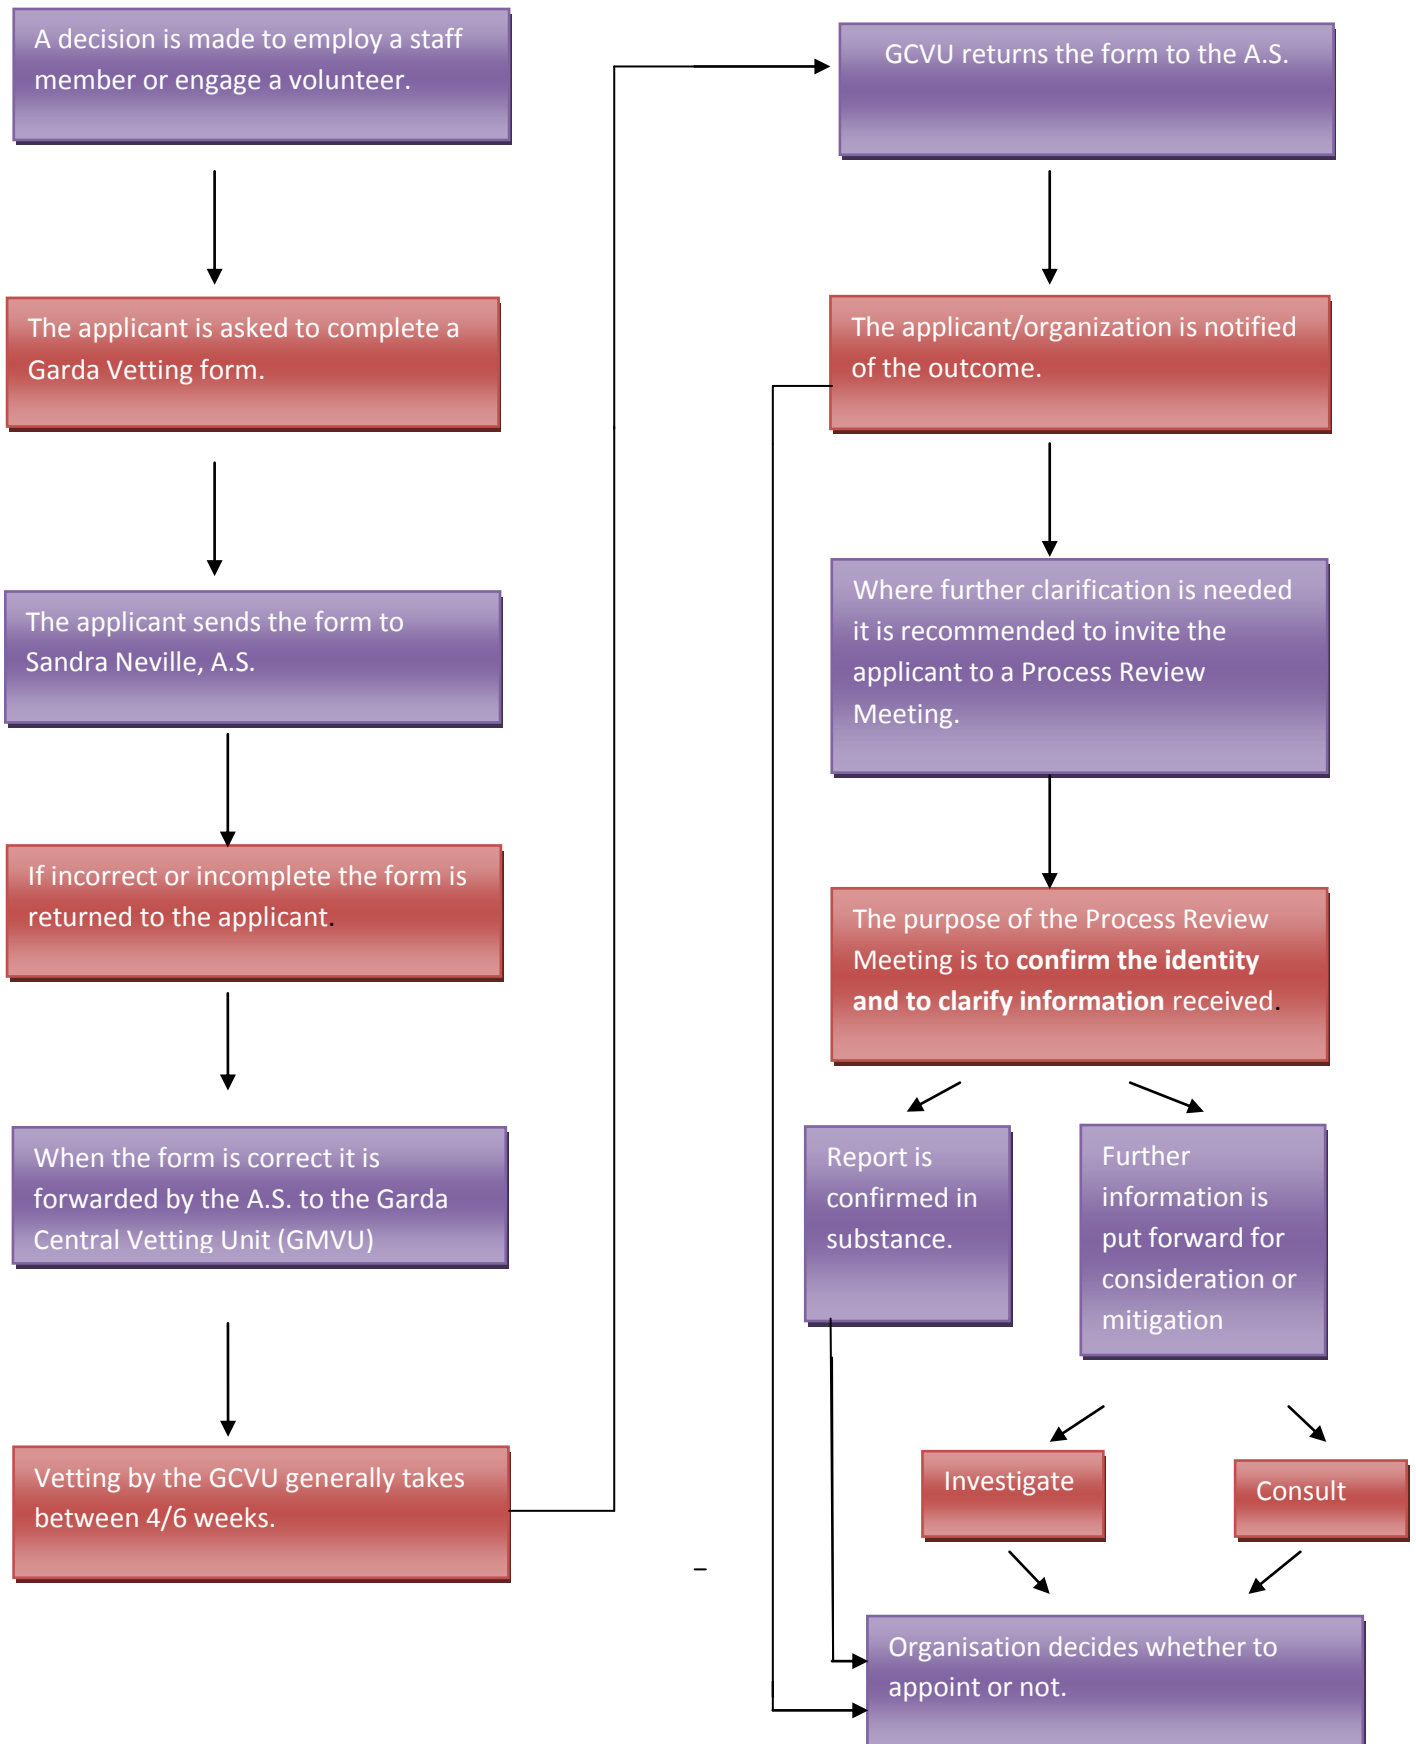 A decision is made to employ a staff
member or engage a volunteer.
The applicant is asked to complete a
Garda Vetting form.
The applicant sends the form to
Sandra Neville, A.S.
If incorrect or incomplete the form is
returned to the applicant.
When the form is correct it is
forwarded by the A.S. to the Garda
Central Vetting Unit (GMVU)
Vetting by the GCVU generally takes
between 4/6 weeks.
GCVU returns the form to the A.S.
The applicant/organization is notified
of the outcome.
Where further clarification is needed
it is recommended to invite the
applicant to a Process Review
Meeting.
The purpose of the Process Review
Meeting is to confirm the identity
and to clarify information received.
Report is
confirmed in
substance.
Further
information is
put forward for
consideration or
mitigation
Investigate
Consult
Organisation decides whether to
appoint or not.